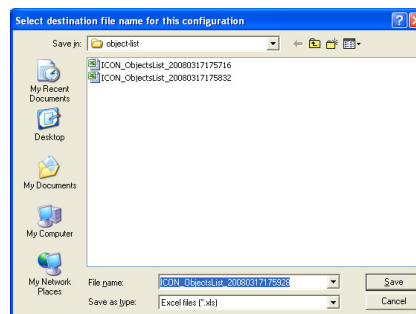 Select destination file name for this configuration
Save in:
object-list
ICON_ObjectsList_20080317175716
ICON_ObjectsList_20080317175832
My Recent
Documents
Desktop
My Documents
My Computer
My Network
Places
File name:
ICON_ObjectsList_20080317175928
Save
Save as type:
Excel files (*.xls)
Cancel